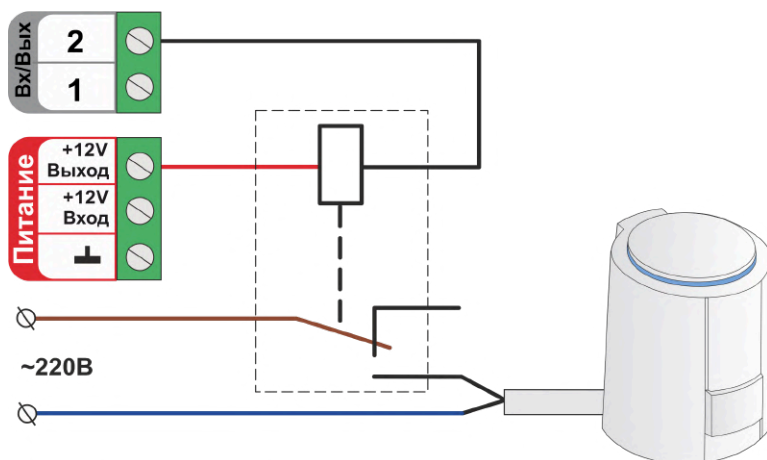 Вх/Вых
2
1
Питание
+12V
Выход
+12V
Вход
~220В